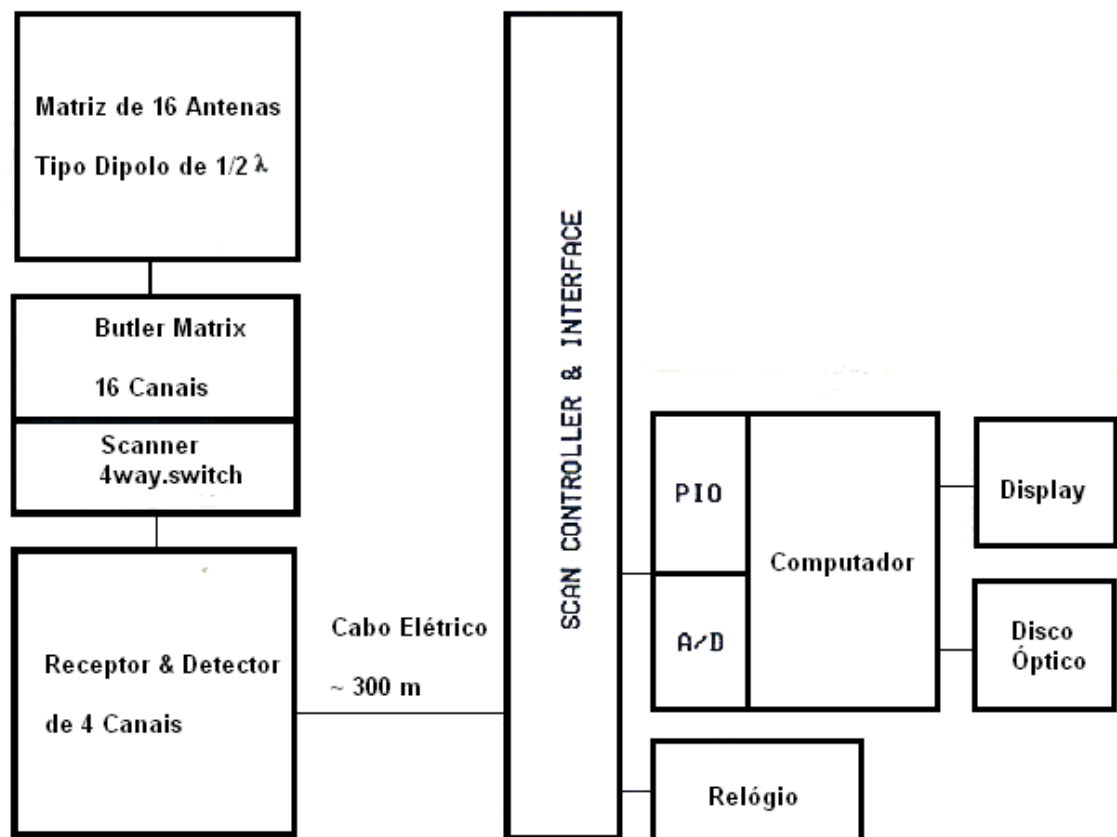 Matriz de 16 Antenas
Tipo Dipolo de 1/2 λ
Butler Matrix
16 Canais
Scanner
4way.switch
Receptor & Detector
de 4 Canais
Cabo Elétrico
~ 300 m
SCAN CONTROLLER & INTERFACE
PIO
A/D
Computador
Display
Disco
Óptico
Relógio